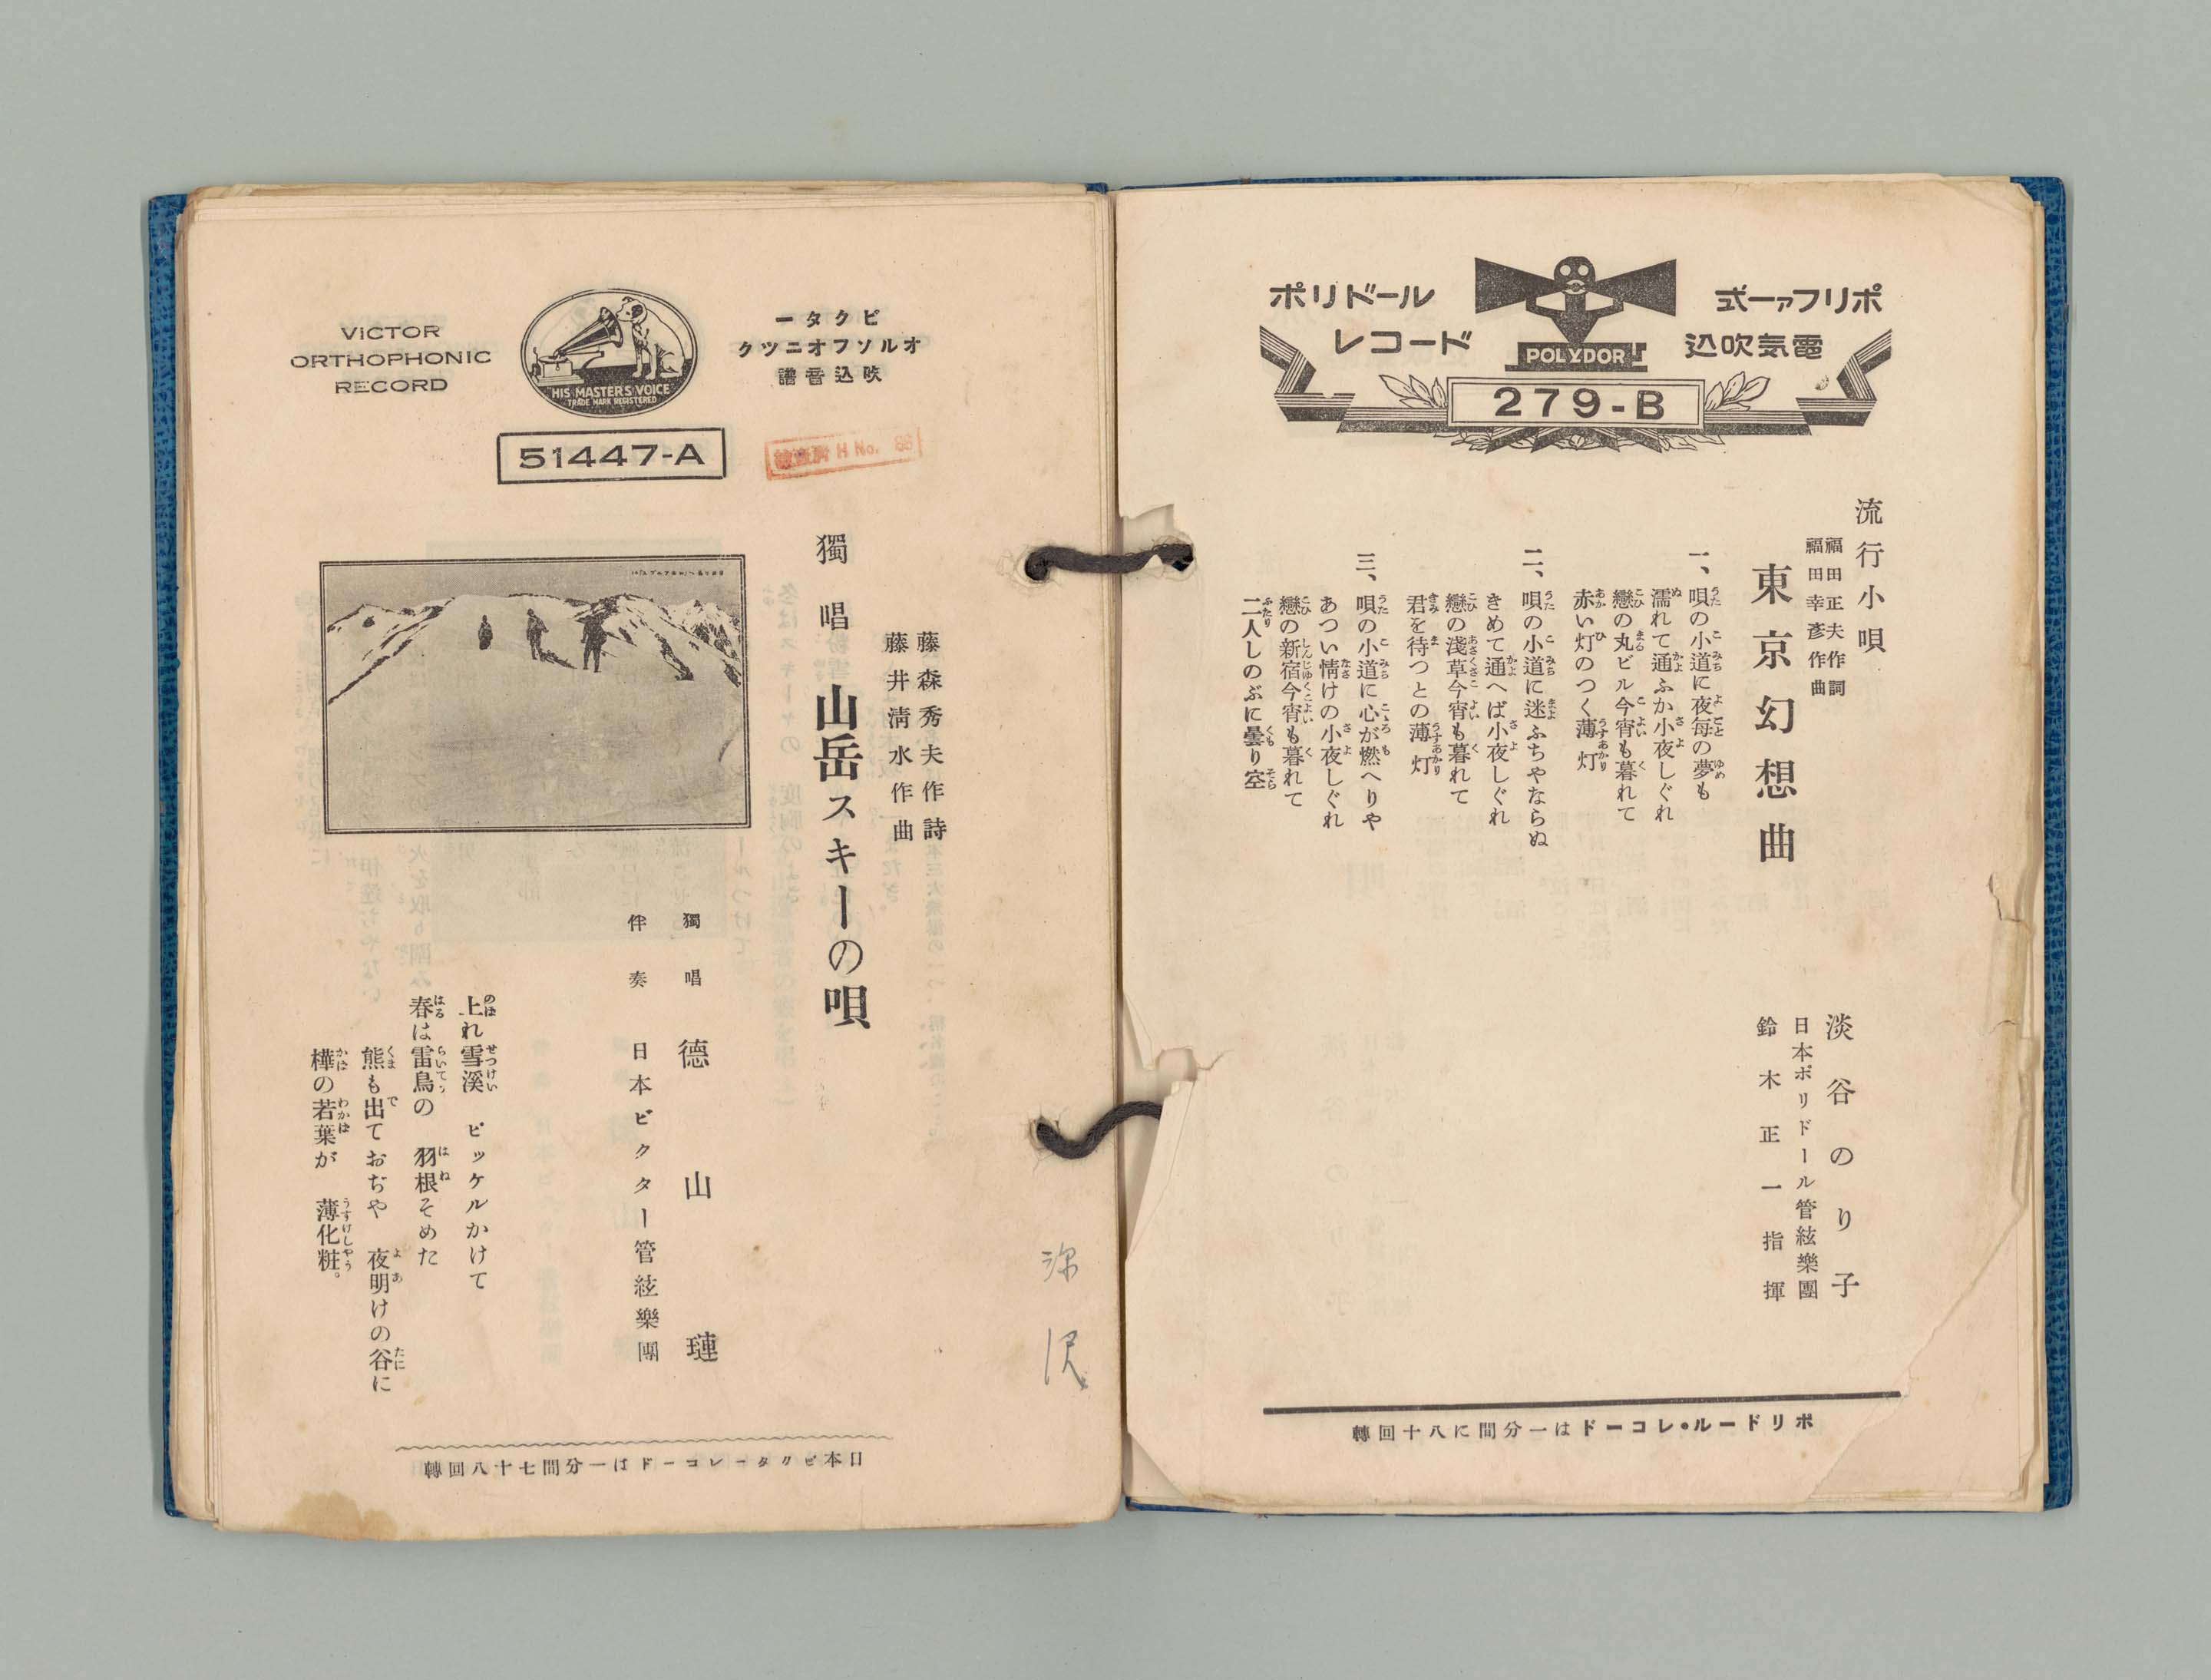 ポリファー式
電気吹込
ポリドール
レコード
POLYDOR
279-B
流行小唄
福田正夫作詞
福田幸彦作曲
東京幻想曲
淡谷のり子
日本ポリドール管絃樂團
鈴木正一指揮
一、唄の小道に夜毎の夢も
濡れて通ふか小夜しぐれ
戀の丸ビル今宵も暮れて
赤い灯のつく薄灯
二、唄の小道に迷ふちやならぬ
きめて通へば小夜しぐれ
戀の淺草今宵も暮れて
君を待つとの薄灯
三、唄の小道に心が燃へりや
あつい情けの小夜しぐれ
戀の新宿今宵も暮れて
二人しのぶに曇り空
ポリドール・レコードは一分間に八十回轉
ビクター
オルソフオニツク
吹込音譜
HIS MASTER'S VOICE
TRADE MARK REGISTERED
VICTOR
ORTHOPHONIC
RECORD
51447-A
H No. 88
藤森秀夫作詩
藤井清水作曲
獨唱 山岳スキーの唄
獨唱 德山璉
伴奏 日本ビクター管絃樂團
上れ雪溪 ピッケルかけて
春は雷鳥の 羽根そめた
熊も出ておぢや 夜明けの谷に
樺の若葉が 薄化粧。
日本ビクターレコードは一分間七十八回轉